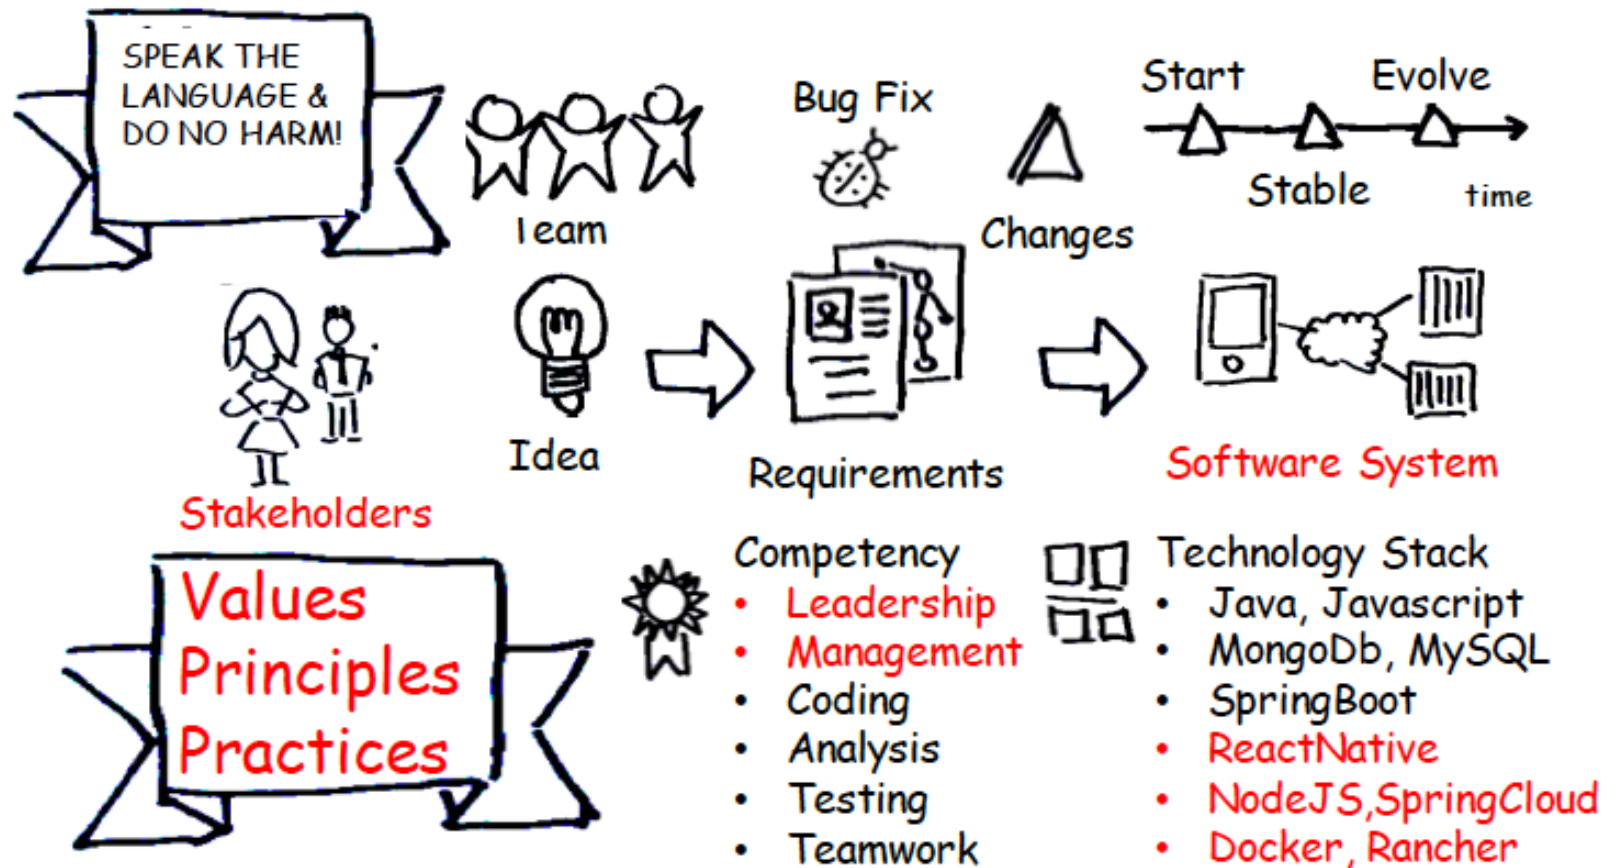 SPEAK THE
LANGUAGE &
DO NO HARM!
Team
Bug Fix
Changes
Start
Evolve
Stable
time
Stakeholders
Idea
Requirements
Software System
Values
Principles
Practices
Competency
• Leadership
• Management
• Coding
• Analysis
• Testing
• Teamwork
Technology Stack
• Java, Javascript
• MongoDb, MySQL
• SpringBoot
• ReactNative
• NodeJS,SpringCloud
• Docker, Rancher